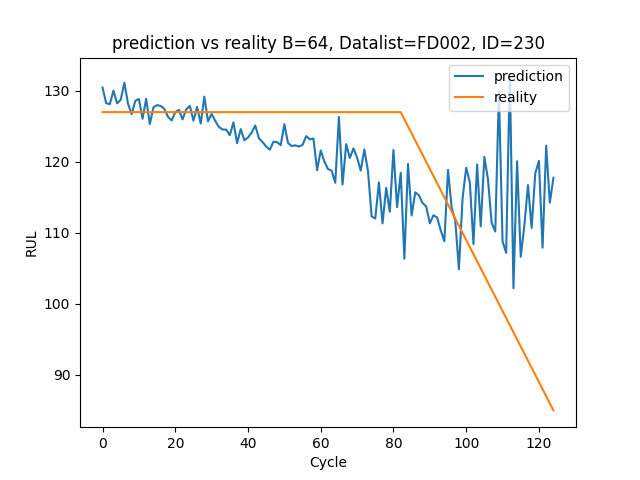 prediction vs reality B=64, Datalist=FD002, ID=230
prediction
reality
130
120
110
100
90
RUL
0 20 40 60 80 100 120
Cycle